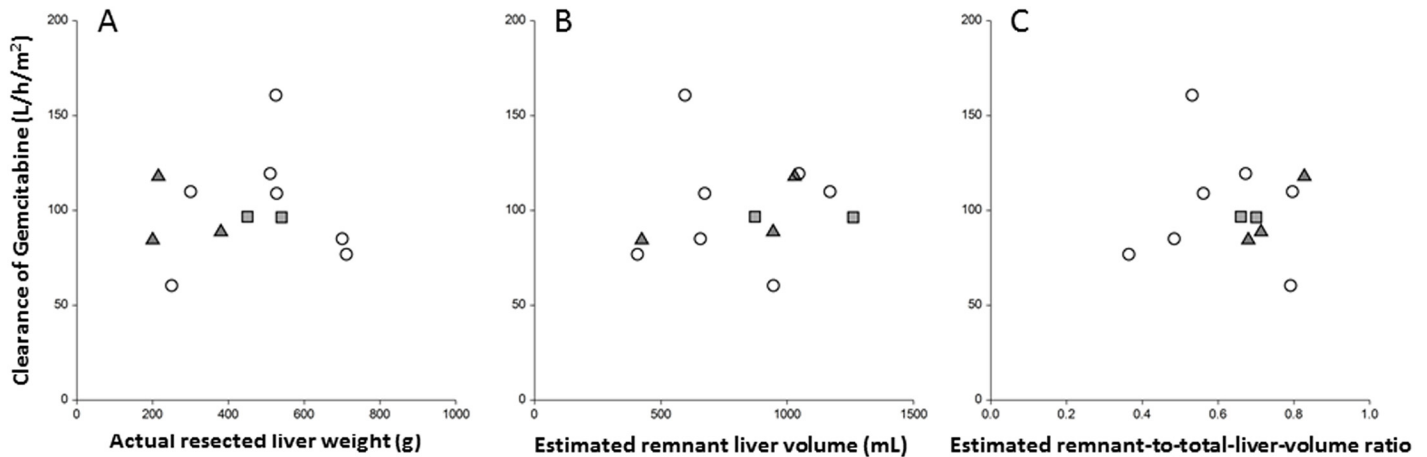 A
B
C
Clearance of Gemcitabine (L/h/m²)
200
150
100
50
0
0 200 400 600 800 1000
Actual resected liver weight (g)
200
150
100
50
0
0 500 1000 1500
Estimated remnant liver volume (mL)
200
150
100
50
0
0.0 0.2 0.4 0.6 0.8 1.0
Estimated remnant-to-total-liver-volume ratio